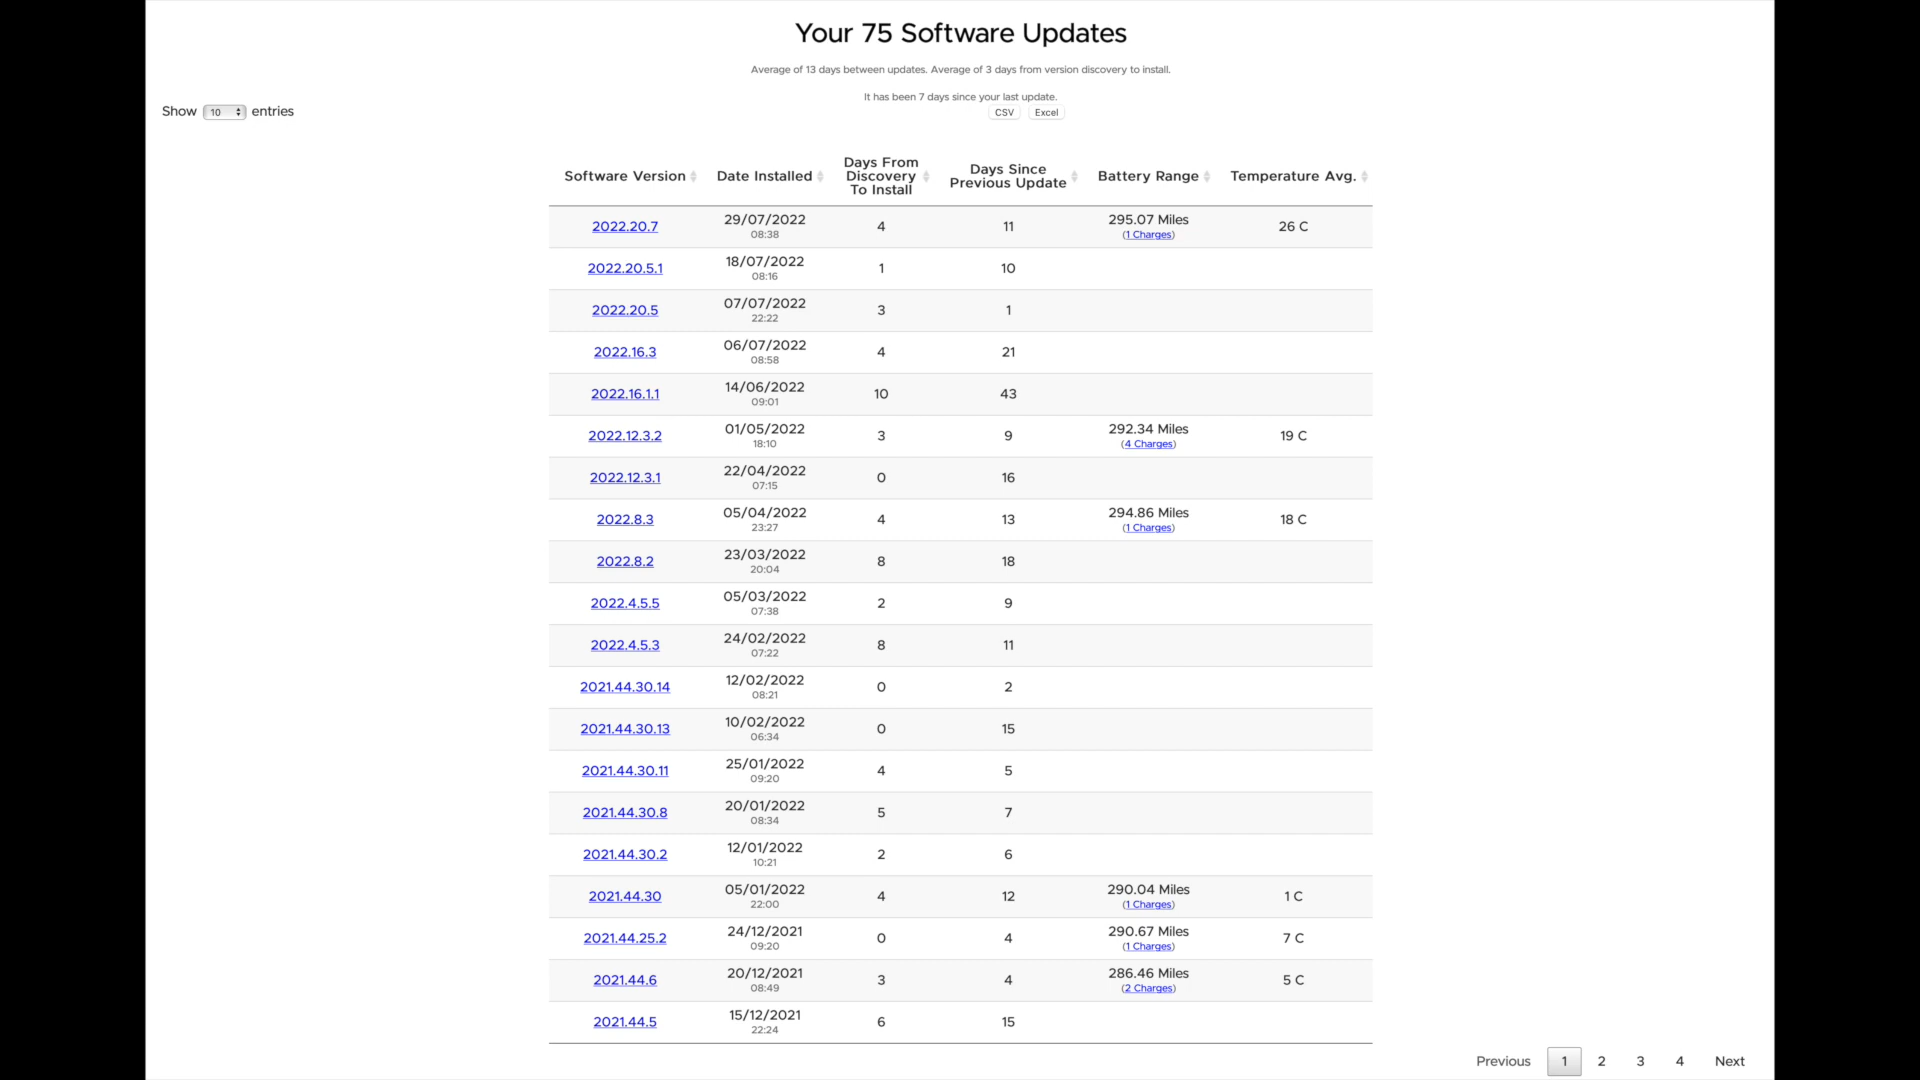 Your 75 Software Updates
Average of 13 days between updates. Average of 3 days from version discovery to install.
It has been 7 days since your last update.
Show 10 entries
CSV Excel
Software Version Date Installed Days From Discovery To Install Days Since Previous Update Battery Range Temperature Avg.
2022.20.7 29/07/2022 4 11 295.07 Miles 26 C
08:38 (1 Charges)
2022.20.5.1 18/07/2022 1 10
08:16
2022.20.5 07/07/2022 3 1
22:22
2022.16.3 06/07/2022 4 21
08:58
2022.16.1.1 14/06/2022 10 43
09:01
2022.12.3.2 01/05/2022 3 9 292.34 Miles 19 C
18:10 (4 Charges)
2022.12.3.1 22/04/2022 0 16
07:15
2022.8.3 05/04/2022 4 13 294.86 Miles 18 C
23:27 (1 Charges)
2022.8.2 23/03/2022 8 18
20:04
2022.4.5.5 05/03/2022 2 9
07:38
2022.4.5.3 24/02/2022 8 11
07:22
2021.44.30.14 12/02/2022 0 2
08:21
2021.44.30.13 10/02/2022 0 15
06:34
2021.44.30.11 25/01/2022 4 5
09:20
2021.44.30.8 20/01/2022 5 7
08:34
2021.44.30.2 12/01/2022 2 6
10:21
2021.44.30 05/01/2022 4 12 290.04 Miles 1 C
22:00 (1 Charges)
2021.44.25.2 24/12/2021 0 4 290.67 Miles 7 C
09:20 (1 Charges)
2021.44.6 20/12/2021 3 4 286.46 Miles 5 C
08:49 (2 Charges)
2021.44.5 15/12/2021 6 15
22:24
Previous 1 2 3 4 Next